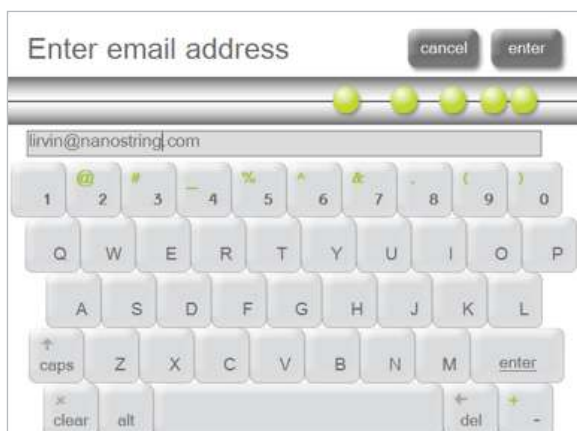 Enter email address cancel enter
lirvin@nanostring.com
1 @ 2 # 3 _ 4 % 5 ^ 6 & 7 . 8 ( 9 ) 0
Q W E R T Y U I O P
A S D F G H J K L
↑ caps Z X C V B N M enter
× clear alt ← del + -